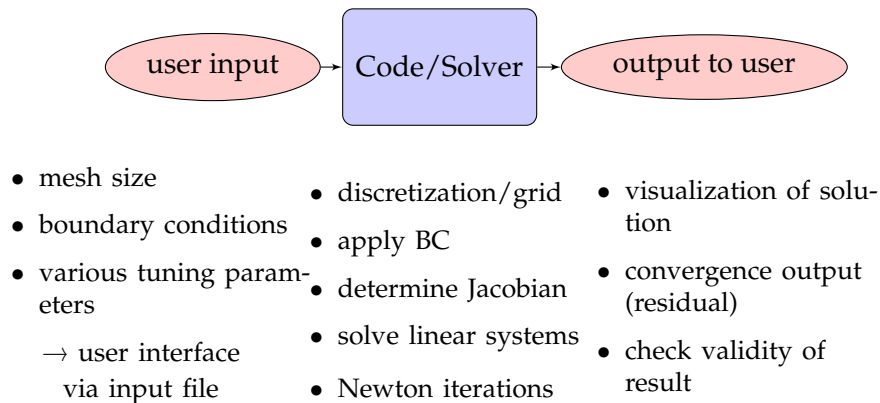 user input
Code/Solver
output to user
• mesh size
• boundary conditions
• various tuning param-
eters
→ user interface
via input file
• discretization/grid
• apply BC
• determine Jacobian
• solve linear systems
• Newton iterations
• visualization of solu-
tion
• convergence output
(residual)
• check validity of
result